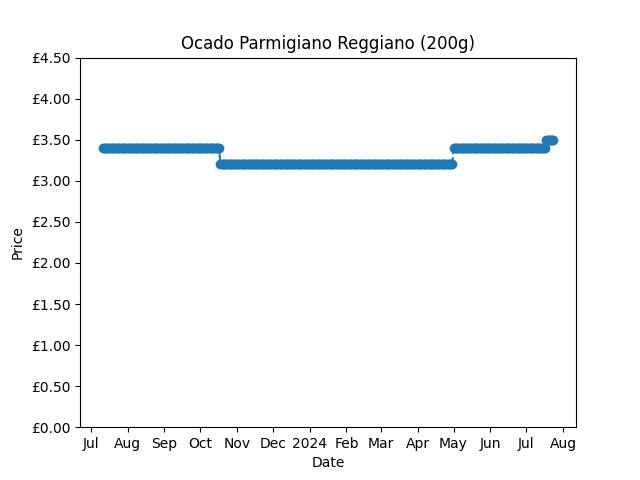 Ocado Parmigiano Reggiano (200g)
£4.50
£4.00
£3.50
£3.00
£2.50
£2.00
£1.50
£1.00
£0.50
£0.00
Price
Jul Aug Sep Oct Nov Dec 2024 Feb Mar Apr May Jun Jul Aug
Date